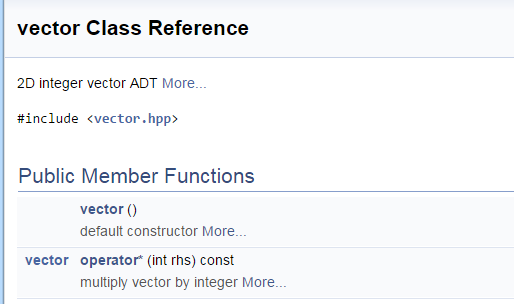 vector Class Reference
2D integer vector ADT More...
#include <vector.hpp>
Public Member Functions
vector ()
default constructor More...
vector operator* (int rhs) const
multiply vector by integer More...